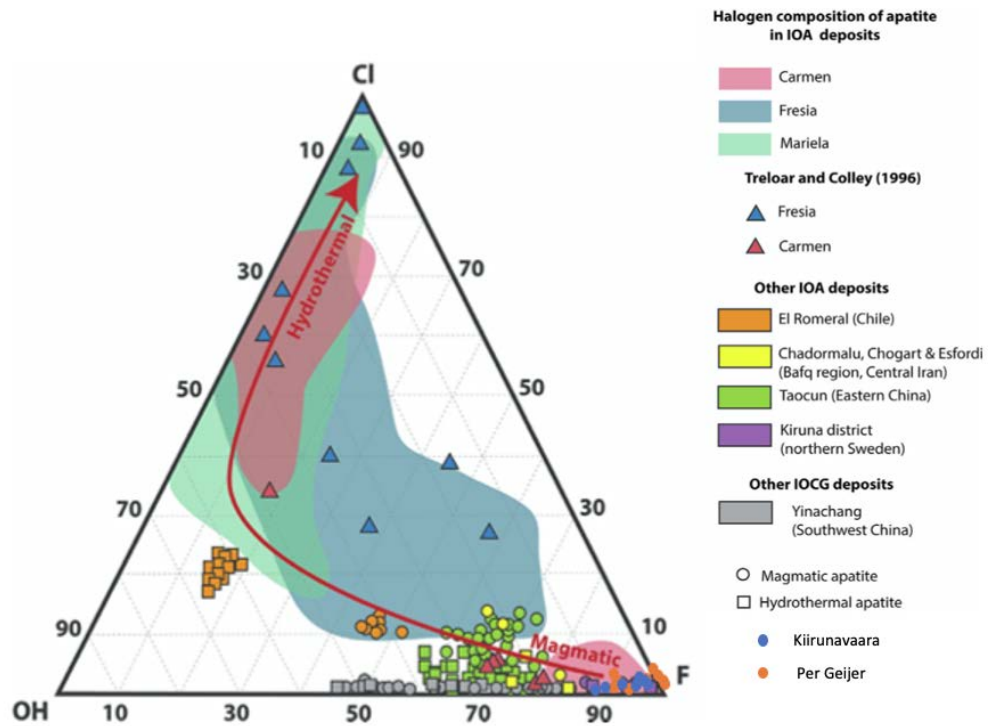 Halogen composition of apatite
in IOA deposits
Carmen
Fresia
Mariela
Treloar and Colley (1996)
Fresia
Carmen
Other IOA deposits
El Romeral (Chile)
Chadormalu, Chogart & Esfordi
(Bafq region, Central Iran)
Taocun (Eastern China)
Kiruna district
(northern Sweden)
Other IOCG deposits
Yinachang
(Southwest China)
Magmatic apatite
Hydrothermal apatite
Kiirunavaara
Per Geijer
Cl
10 90
30 70
50 50
70 30
90 10
Hydrothermal
Magmatic
F
OH 10 30 50 70 90